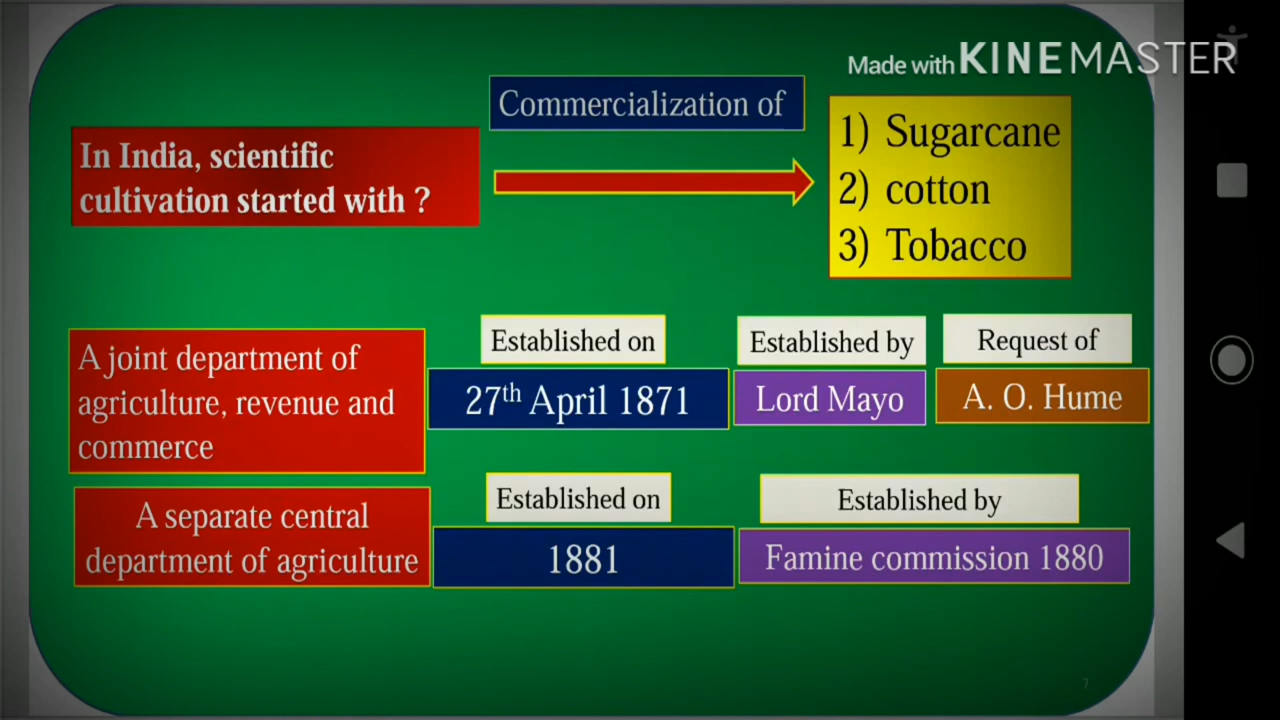 Made with KINEMASTER
Commercialization of
In India, scientific
cultivation started with ?
1) Sugarcane
2) cotton
3) Tobacco
A joint department of
agriculture, revenue and
commerce
Established on
27th April 1871
Established by
Lord Mayo
Request of
A. O. Hume
A separate central
department of agriculture
Established on
1881
Established by
Famine commission 1880
7